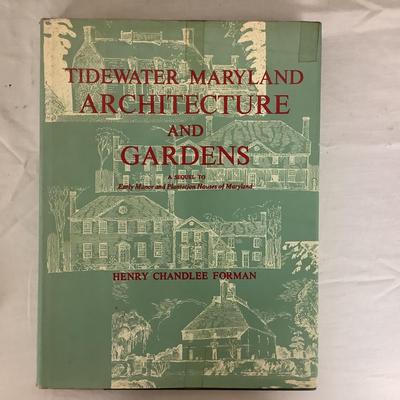 TIDEWATER MARYLAND
ARCHITECTURE
AND
GARDENS
A SEQUEL TO
Early Manor and Plantation Houses of Maryland
HENRY CHANDLEE FORMAN